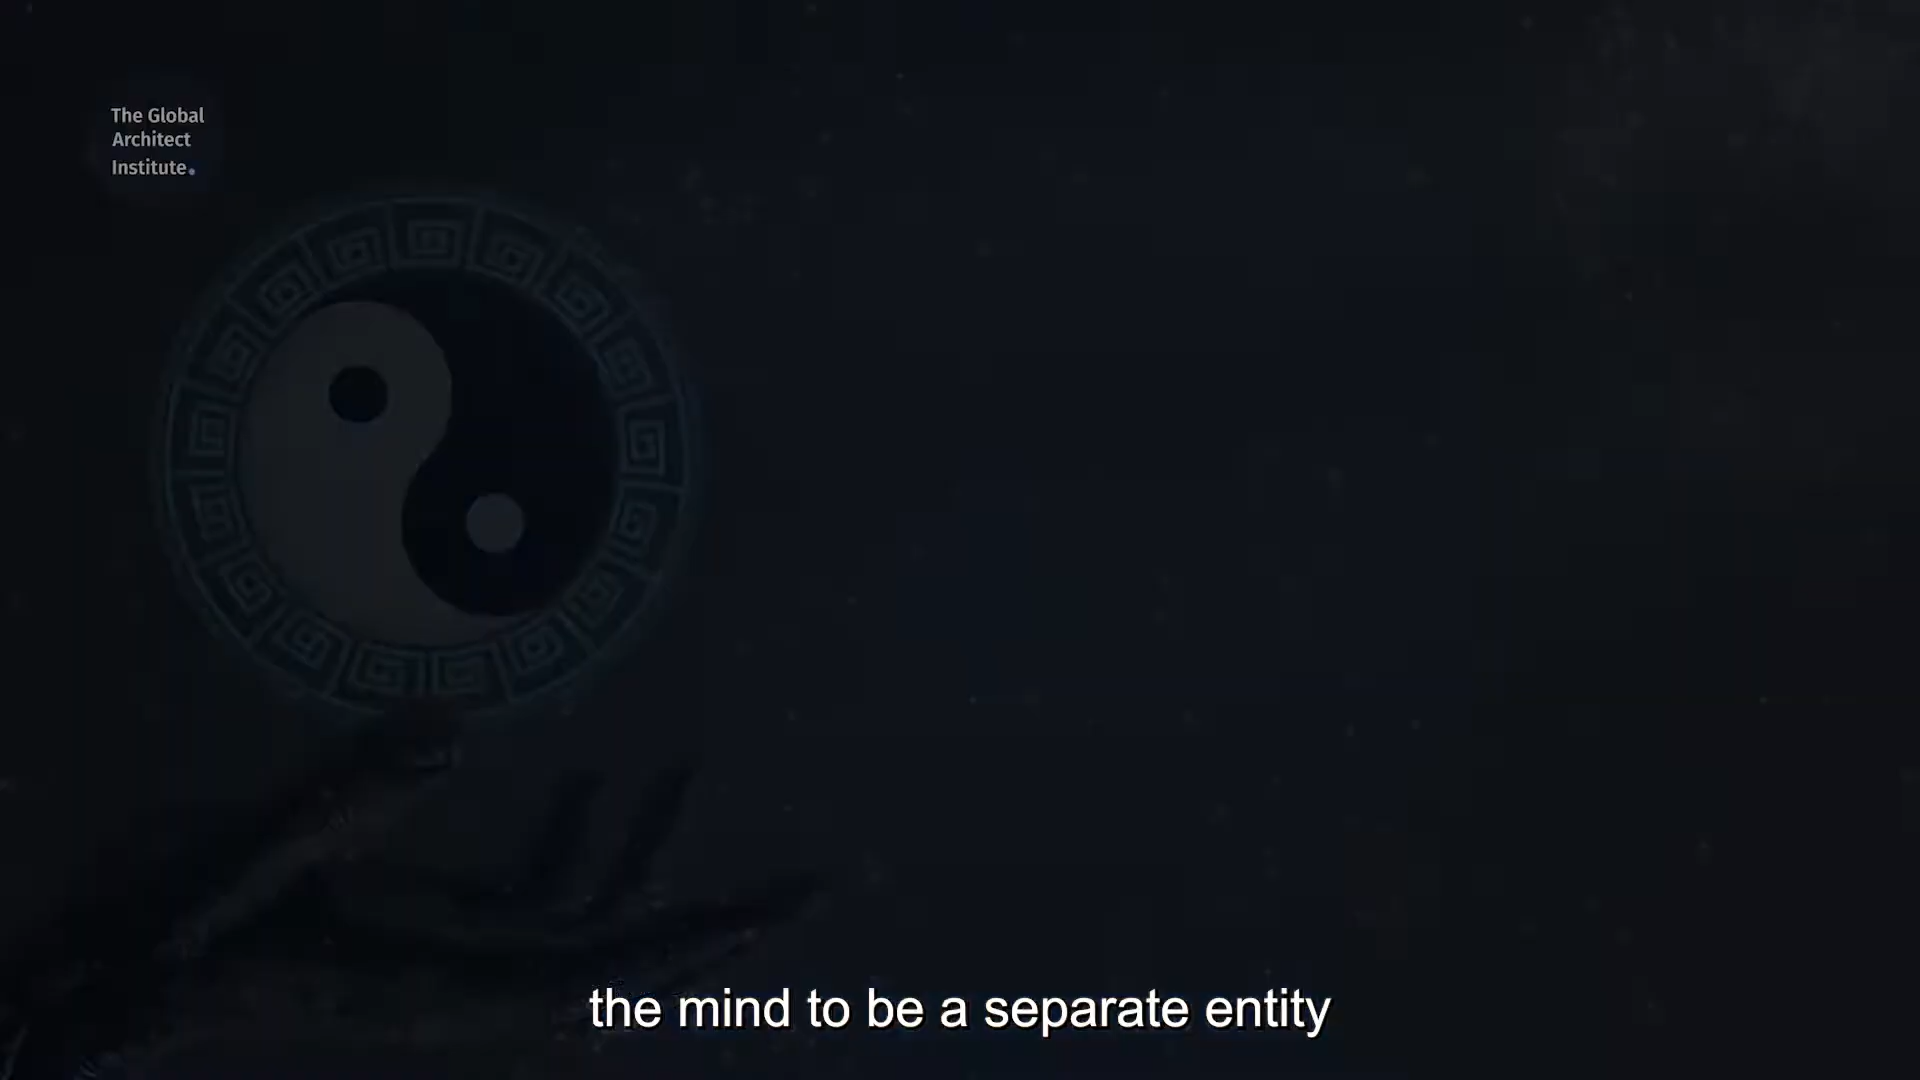 The Global
Architect
Institute.
the mind to be a separate entity